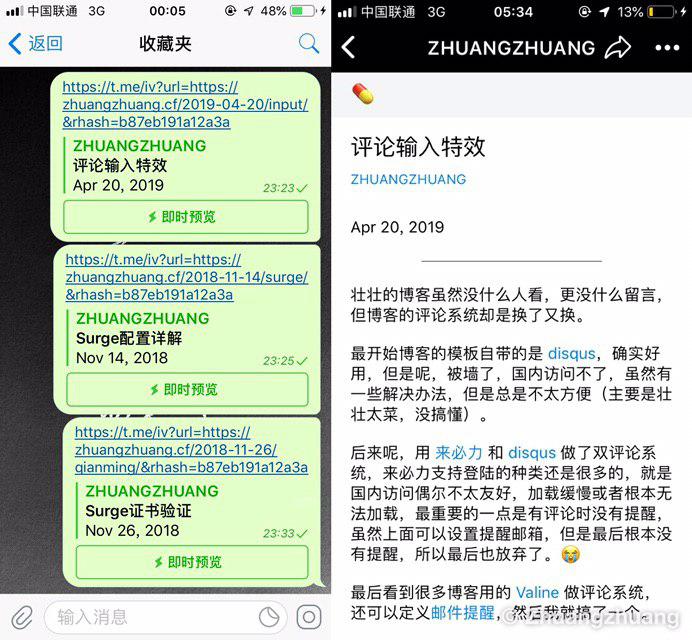 中国联通 3G 00:05 48%
返回 收藏夹
https://t.me/iv?url=https://
zhuangzhuang.cf/2019-04-20/input/
&rhash=b87eb191a12a3a
ZHUANGZHUANG
评论输入特效
Apr 20, 2019
23:23
即时预览
https://t.me/iv?url=https://
zhuangzhuang.cf/2018-11-14/surge/
&rhash=b87eb191a12a3a
ZHUANGZHUANG
Surge配置详解
Nov 14, 2018
23:25
即时预览
https://t.me/iv?url=https://
zhuangzhuang.cf/2018-11-26/
qianming/&rhash=b87eb191a12a3a
ZHUANGZHUANG
Surge证书验证
Nov 26, 2018
23:33
即时预览
输入消息
中国联通 3G 05:34 13%
ZHUANGZHUANG
评论输入特效
ZHUANGZHUANG
Apr 20, 2019
壮壮的博客虽然没什么人看，更没什么留言，
但博客的评论系统却是换了又换。
最开始博客的模板自带的是 disqus，确实好
用，但是呢，被墙了，国内访问不了，虽然有
一些解决办法，但是总是不太方便（主要是壮
壮太菜，没搞懂）。
后来呢，用 来必力 和 disqus 做了双评论系
统，来必力支持登陆的种类还是很多的，就是
国内访问偶尔不太友好，加载缓慢或者根本无
法加载，最重要的一点是有评论时没有提醒，
虽然上面可以设置提醒邮箱，但是最后根本没
有提醒，所以最后也放弃了。😭
最后看到很多博客用的 Valine 做评论系统，
还可以定义邮件提醒，然后我就搞了一个。
@Zhaangzhuang